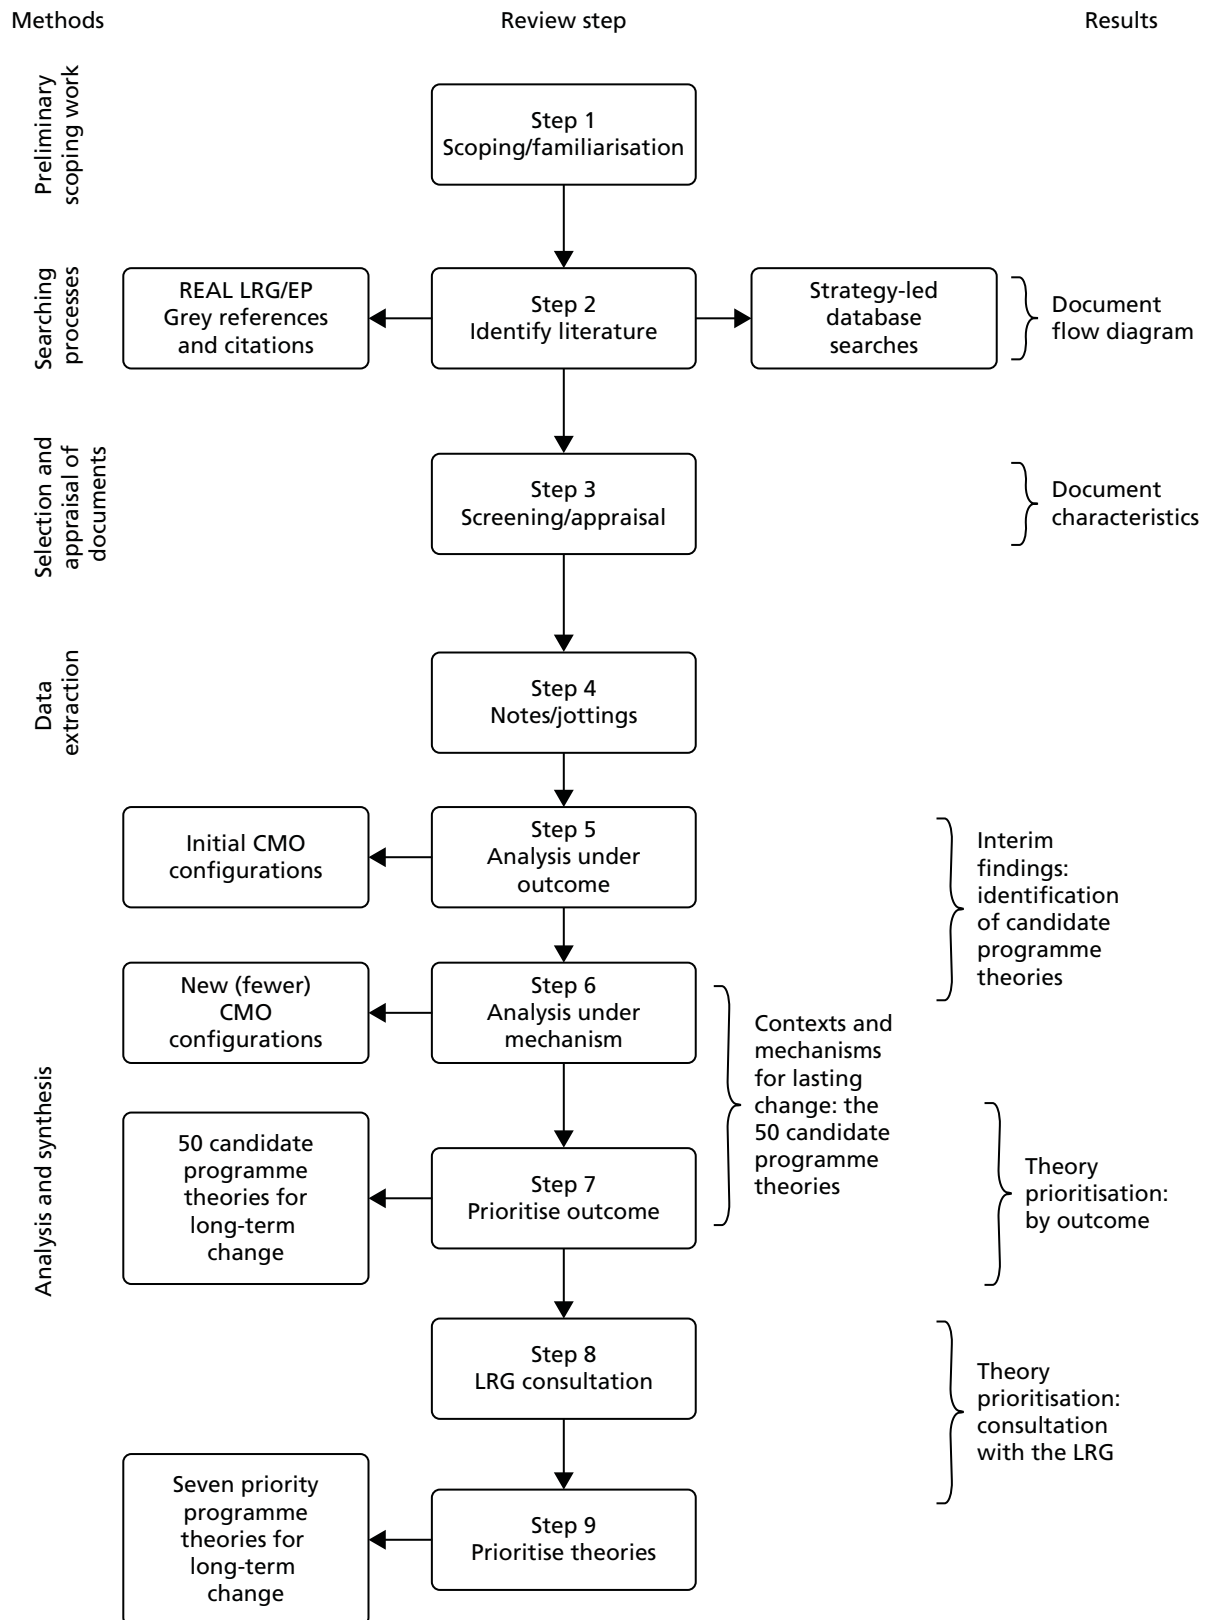 Methods
Review step
Results
Preliminary
scoping work
Step 1
Scoping/familiarisation
Searching
processes
REAL LRG/EP
Grey references
and citations
Step 2
Identify literature
Strategy-led
database
searches
Document
flow diagram
Selection and
appraisal of
documents
Step 3
Screening/appraisal
Document
characteristics
Data
extraction
Step 4
Notes/jottings
Analysis and synthesis
Initial CMO
configurations
Step 5
Analysis under
outcome
Interim
findings:
identification
of candidate
programme
theories
New (fewer)
CMO
configurations
Step 6
Analysis under
mechanism
Contexts and
mechanisms
for lasting
change: the
50 candidate
programme
theories
50 candidate
programme
theories for
long-term
change
Step 7
Prioritise outcome
Theory
prioritisation:
by outcome
Step 8
LRG consultation
Theory
prioritisation:
consultation
with the LRG
Seven priority
programme
theories for
long-term
change
Step 9
Prioritise theories